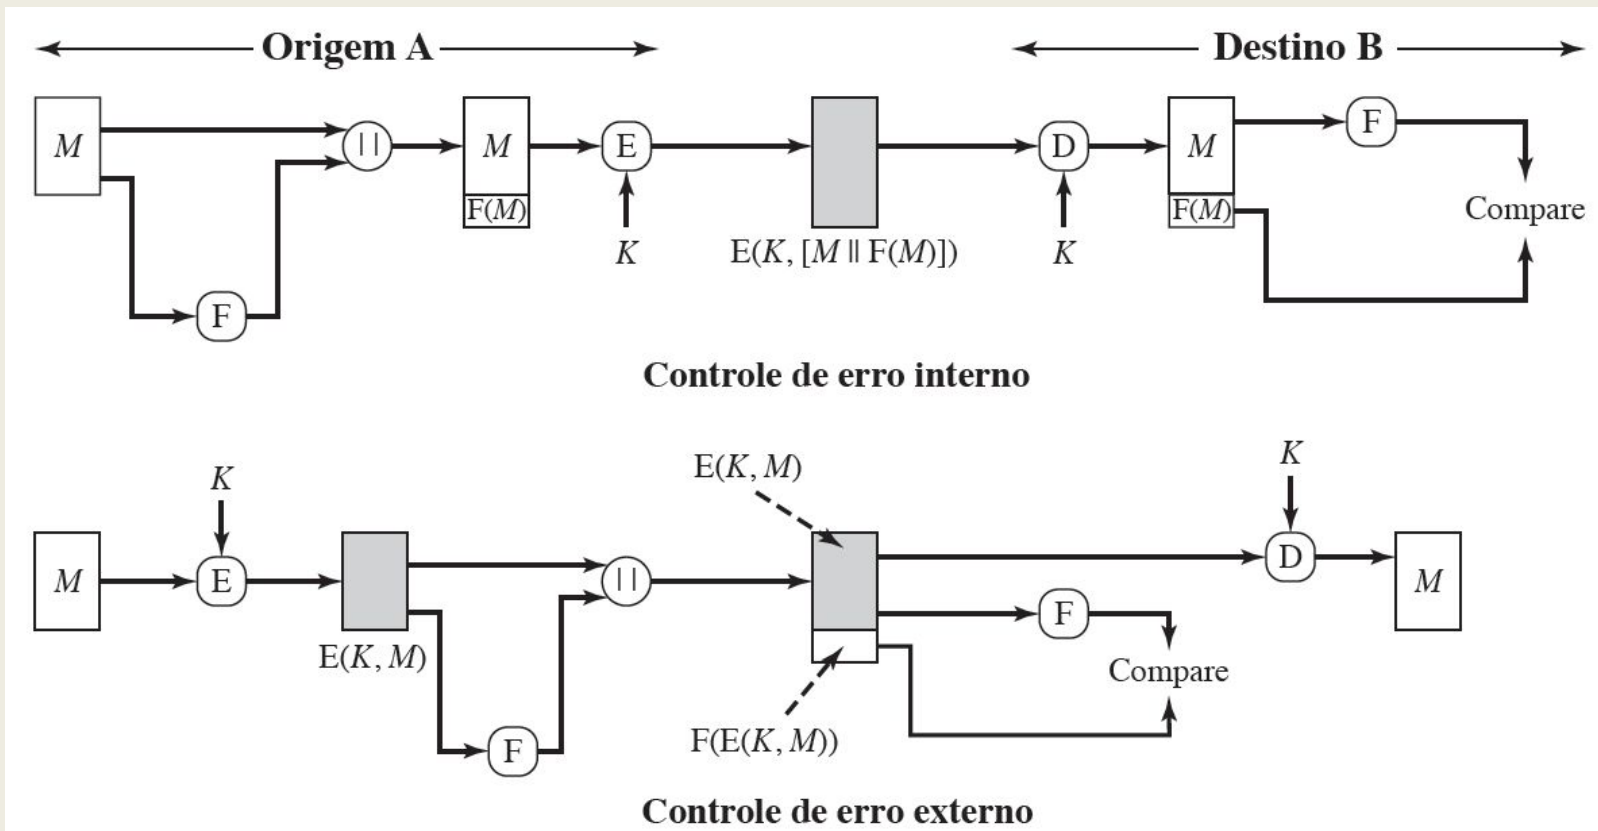 Origem A
Destino B
M
||
M
F(M)
E
K
E(K, [M || F(M)])
D
K
M
F(M)
F
Compare
F
Controle de erro interno
K
M
E
E(K, M)
F
||
E(K, M)
F(E(K, M))
F
Compare
K
D
M
Controle de erro externo